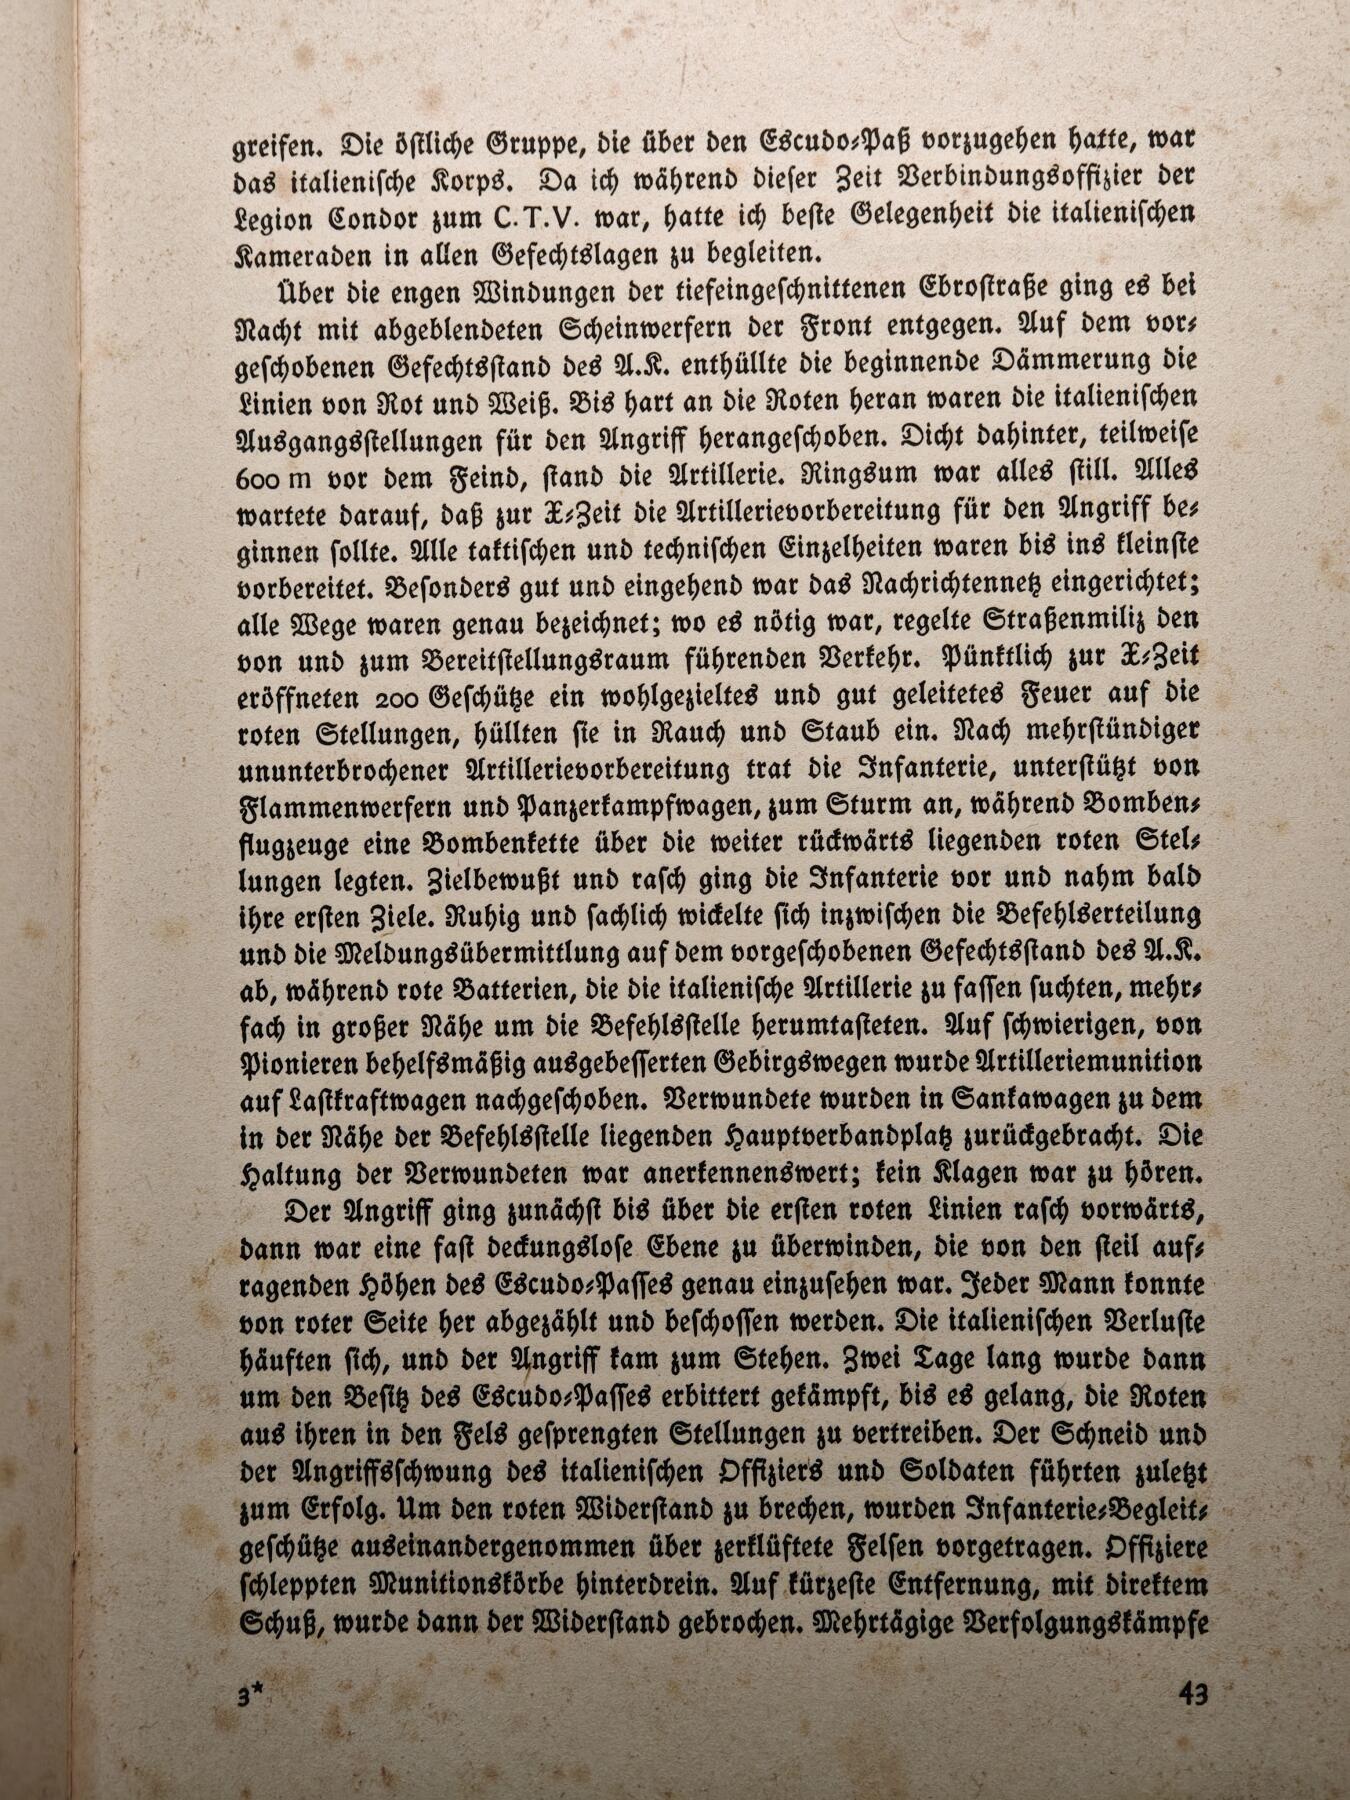 greifen. Die östliche Gruppe, die über den Escudo-Paß vorzugehen hatte, war
das italienische Korps. Da ich während dieser Zeit Verbindungsoffizier der
Legion Condor zum C.T.V. war, hatte ich beste Gelegenheit die italienischen
Kameraden in allen Gefechtslagen zu begleiten.
Über die engen Windungen der tiefeingeschnittenen Ebrostraße ging es bei
Nacht mit abgeblendeten Scheinwerfern der Front entgegen. Auf dem vor-
geschobenen Gefechtsstand des A.K. enthüllte die beginnende Dämmerung die
Linien von Rot und Weiß. Bis hart an die Roten heran waren die italienischen
Ausgangsstellungen für den Angriff herangeschoben. Dicht dahinter, teilweise
600 m vor dem Feind, stand die Artillerie. Ringsum war alles still. Alles
wartete darauf, daß zur X-Zeit die Artillerievorbereitung für den Angriff be-
ginnen sollte. Alle taktischen und technischen Einzelheiten waren bis ins kleinste
vorbereitet. Besonders gut und eingehend war das Nachrichtennetz eingerichtet;
alle Wege waren genau bezeichnet; wo es nötig war, regelte Straßenmiliz den
von und zum Bereitstellungsraum führenden Verkehr. Pünktlich zur X-Zeit
eröffneten 200 Geschütze ein wohlgezieltes und gut geleitetes Feuer auf die
roten Stellungen, hüllten sie in Rauch und Staub ein. Nach mehrstündiger
ununterbrochener Artillerievorbereitung trat die Infanterie, unterstützt von
Flammenwerfern und Panzerkampfwagen, zum Sturm an, während Bomben-
flugzeuge eine Bombenkette über die weiter rückwärts liegenden roten Stel-
lungen legten. Zielbewußt und rasch ging die Infanterie vor und nahm bald
ihre ersten Ziele. Ruhig und sachlich wickelte sich inzwischen die Befehlserteilung
und die Meldungsübermittlung auf dem vorgeschobenen Gefechtsstand des A.K.
ab, während rote Batterien, die die italienische Artillerie zu fassen suchten, mehr-
fach in großer Nähe um die Befehlsstelle herumtasteten. Auf schwierigen, von
Pionieren behelfsmäßig ausgebesserten Gebirgswegen wurde Artilleriemunition
auf Lastkraftwagen nachgeschoben. Verwundete wurden in Sankawagen zu dem
in der Nähe der Befehlsstelle liegenden Hauptverbandplatz zurückgebracht. Die
Haltung der Verwundeten war anerkennenswert; kein Klagen war zu hören.
Der Angriff ging zunächst bis über die ersten roten Linien rasch vorwärts,
dann war eine fast deckungslose Ebene zu überwinden, die von den steil auf-
ragenden Höhen des Escudo-Passes genau einzusehen war. Jeder Mann konnte
von roter Seite her abgezählt und beschossen werden. Die italienischen Verluste
häuften sich, und der Angriff kam zum Stehen. Zwei Tage lang wurde dann
um den Besitz des Escudo-Passes erbittert gekämpft, bis es gelang, die Roten
aus ihren in den Fels gesprengten Stellungen zu vertreiben. Der Schneid und
der Angriffsschwung des italienischen Offiziers und Soldaten führten zuletzt
zum Erfolg. Um den roten Widerstand zu brechen, wurden Infanterie-Begleit-
geschütze auseinandergenommen über zerklüftete Felsen vorgetragen. Offiziere
schleppten Munitionskörbe hinterdrein. Auf kürzeste Entfernung, mit direktem
Schuß, wurde dann der Widerstand gebrochen. Mehrtägige Verfolgungskämpfe
3*
43